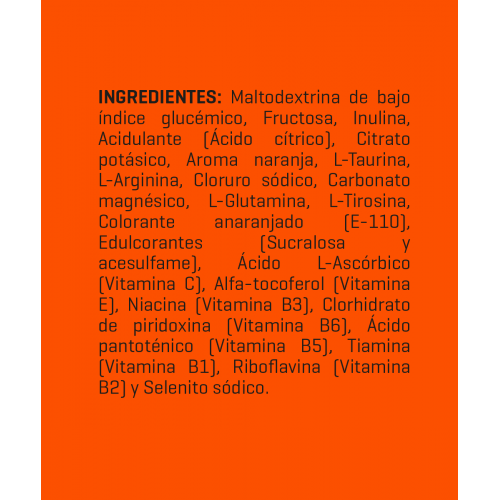 INGREDIENTES: Maltodextrina de bajo
índice glucémico, Fructosa, Inulina,
Acidulante (Ácido cítrico), Citrato
potásico, Aroma naranja, L-Taurina,
L-Arginina, Cloruro sódico, Carbonato
magnésico, L-Glutamina, L-Tirosina,
Colorante anaranjado (E-110),
Edulcorantes (Sucralosa y
acesulfame), Ácido L-Ascórbico
(Vitamina C), Alfa-tocoferol (Vitamina
E), Niacina (Vitamina B3), Clorhidrato
de piridoxina (Vitamina B6), Ácido
pantoténico (Vitamina B5), Tiamina
(Vitamina B1), Riboflavina (Vitamina
B2) y Selenito sódico.